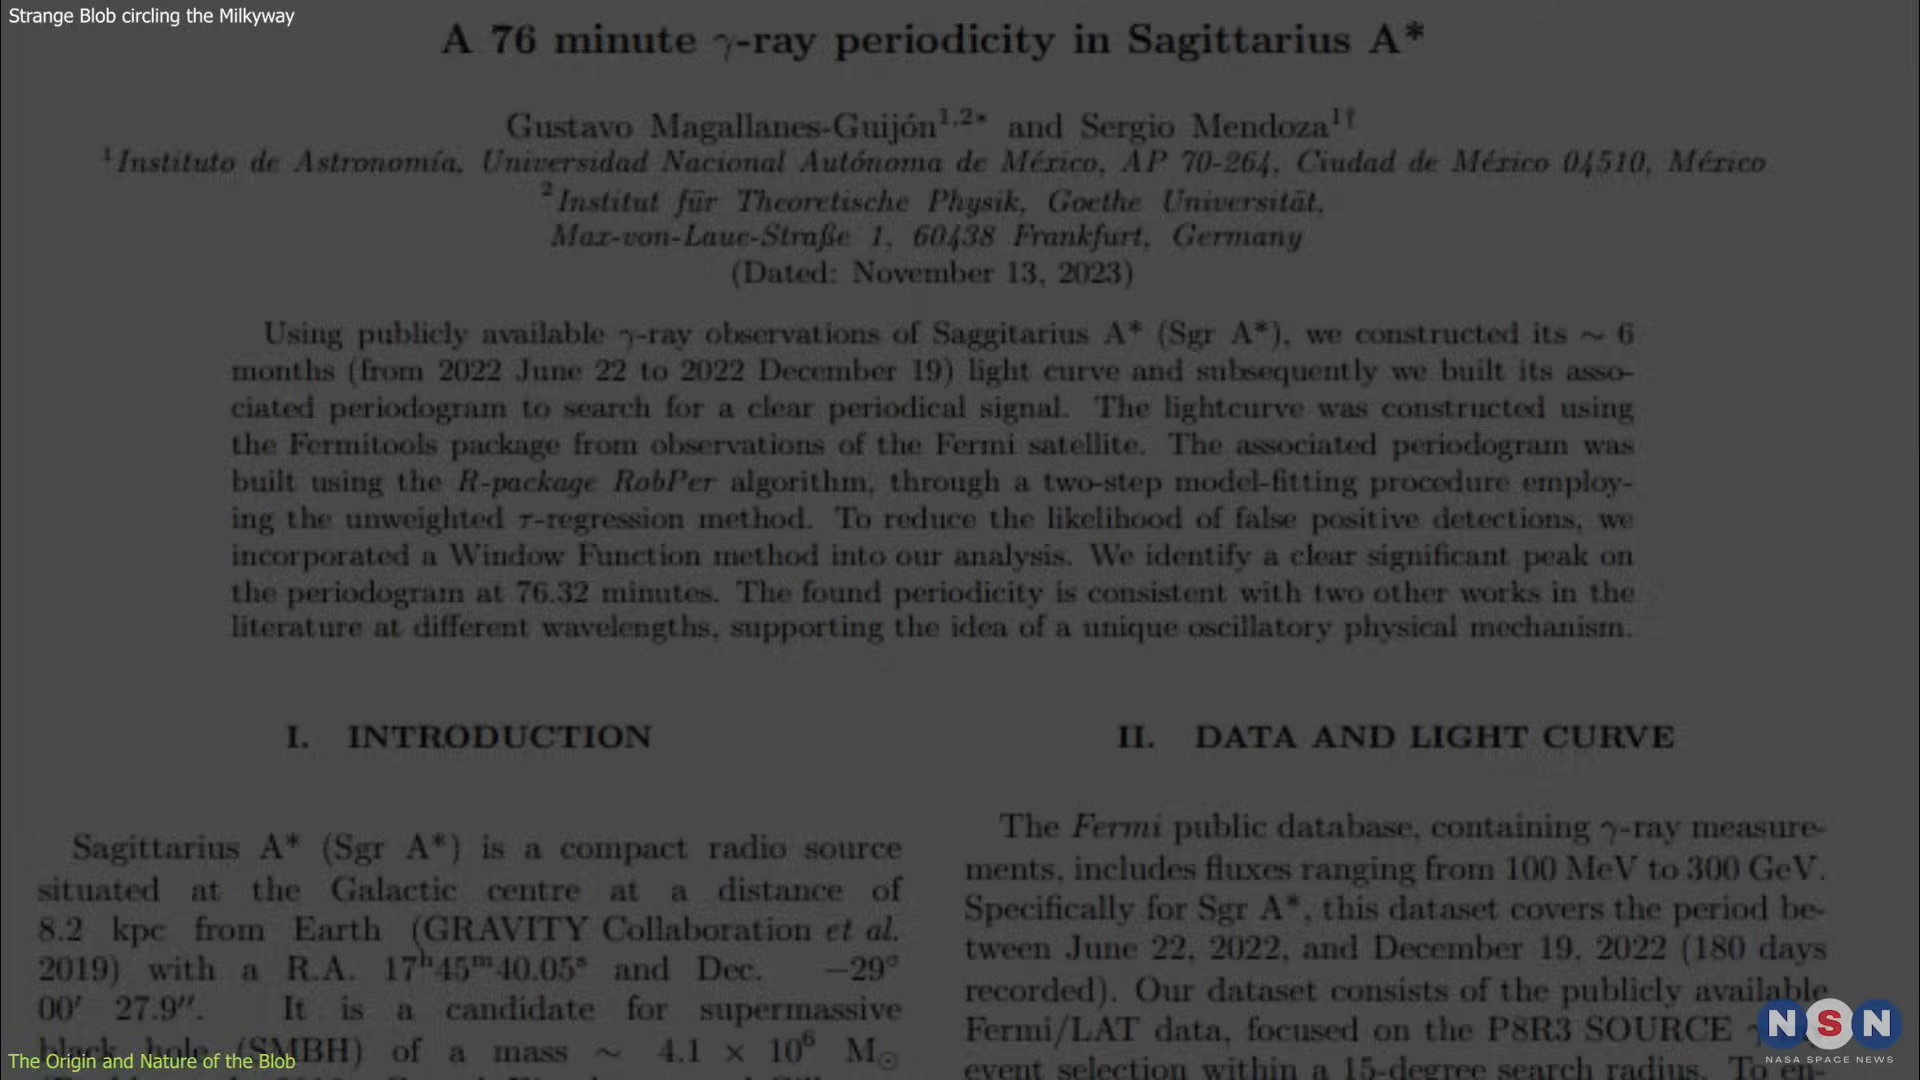 Strange Blob circling the Milkyway
A 76 minute γ-ray periodicity in Sagittarius A*
Gustavo Magallanes-Guijón1,2* and Sergio Mendoza1†
1Instituto de Astronomía, Universidad Nacional Autónoma de México, AP 70-264, Ciudad de México 04510, México
2Institut für Theoretische Physik, Goethe Universität,
Max-von-Laue-Straße 1, 60438 Frankfurt, Germany
(Dated: November 13, 2023)
Using publicly available γ-ray observations of Saggitarius A* (Sgr A*), we constructed its ~ 6
months (from 2022 June 22 to 2022 December 19) light curve and subsequently we built its asso-
ciated periodogram to search for a clear periodical signal. The lightcurve was constructed using
the Fermitools package from observations of the Fermi satellite. The associated periodogram was
built using the R-package RobPer algorithm, through a two-step model-fitting procedure employ-
ing the unweighted τ-regression method. To reduce the likelihood of false positive detections, we
incorporated a Window Function method into our analysis. We identify a clear significant peak on
the periodogram at 76.32 minutes. The found periodicity is consistent with two other works in the
literature at different wavelengths, supporting the idea of a unique oscillatory physical mechanism.
I. INTRODUCTION
Sagittarius A* (Sgr A*) is a compact radio source
situated at the Galactic centre at a distance of
8.2 kpc from Earth (GRAVITY Collaboration et al.
2019) with a R.A. 17h45m40.05s and Dec. −29°
00′ 27.9″. It is a candidate for supermassive
black hole (SMBH) of a mass ~ 4.1 × 10⁶ M☉
II. DATA AND LIGHT CURVE
The Fermi public database, containing γ-ray measure-
ments, includes fluxes ranging from 100 MeV to 300 GeV.
Specifically for Sgr A*, this dataset covers the period be-
tween June 22, 2022, and December 19, 2022 (180 days
recorded). Our dataset consists of the publicly available
Fermi/LAT data, focused on the P8R3 SOURCE
event selection within a 15-degree search radius. To en-
The Origin and Nature of the Blob
NSN
NASA SPACE NEWS